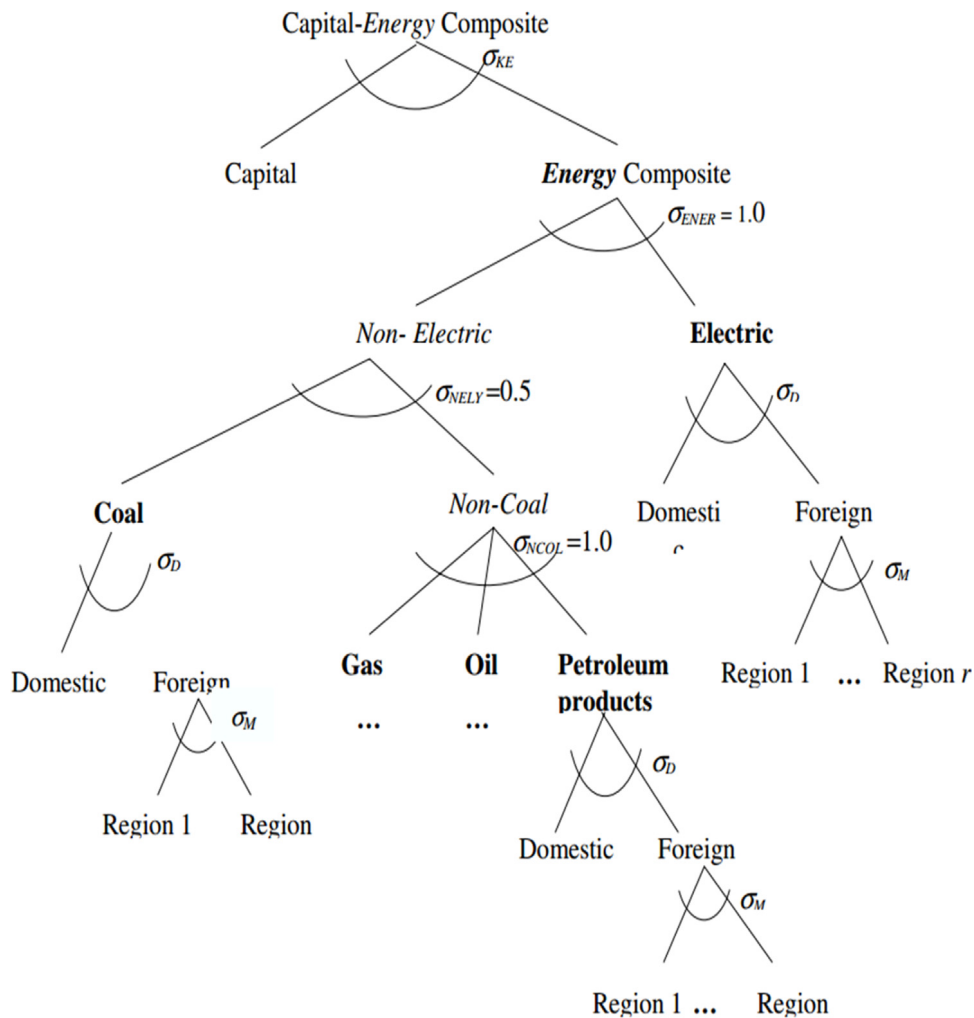 Capital-Energy Composite
σKE
Capital
Energy Composite
σENER = 1.0
Non- Electric
Electric
σNELY=0.5
σD
Coal
Non-Coal
Domesti
Foreign
σNCOL=1.0
c
σD
σM
Domestic
Foreign
Gas
Oil
Petroleum
products
Region 1 ... Region r
... ...
σM
σD
Region 1
Region
Domestic
Foreign
σM
Region 1 ... Region